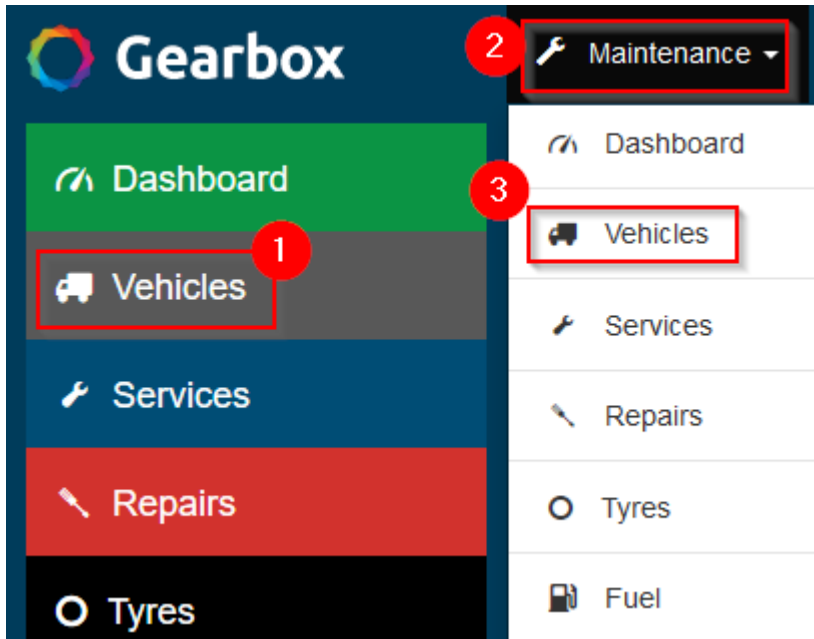 Gearbox
Dashboard
1
Vehicles
Services
Repairs
Tyres
2
Maintenance
Dashboard
3
Vehicles
Services
Repairs
Tyres
Fuel